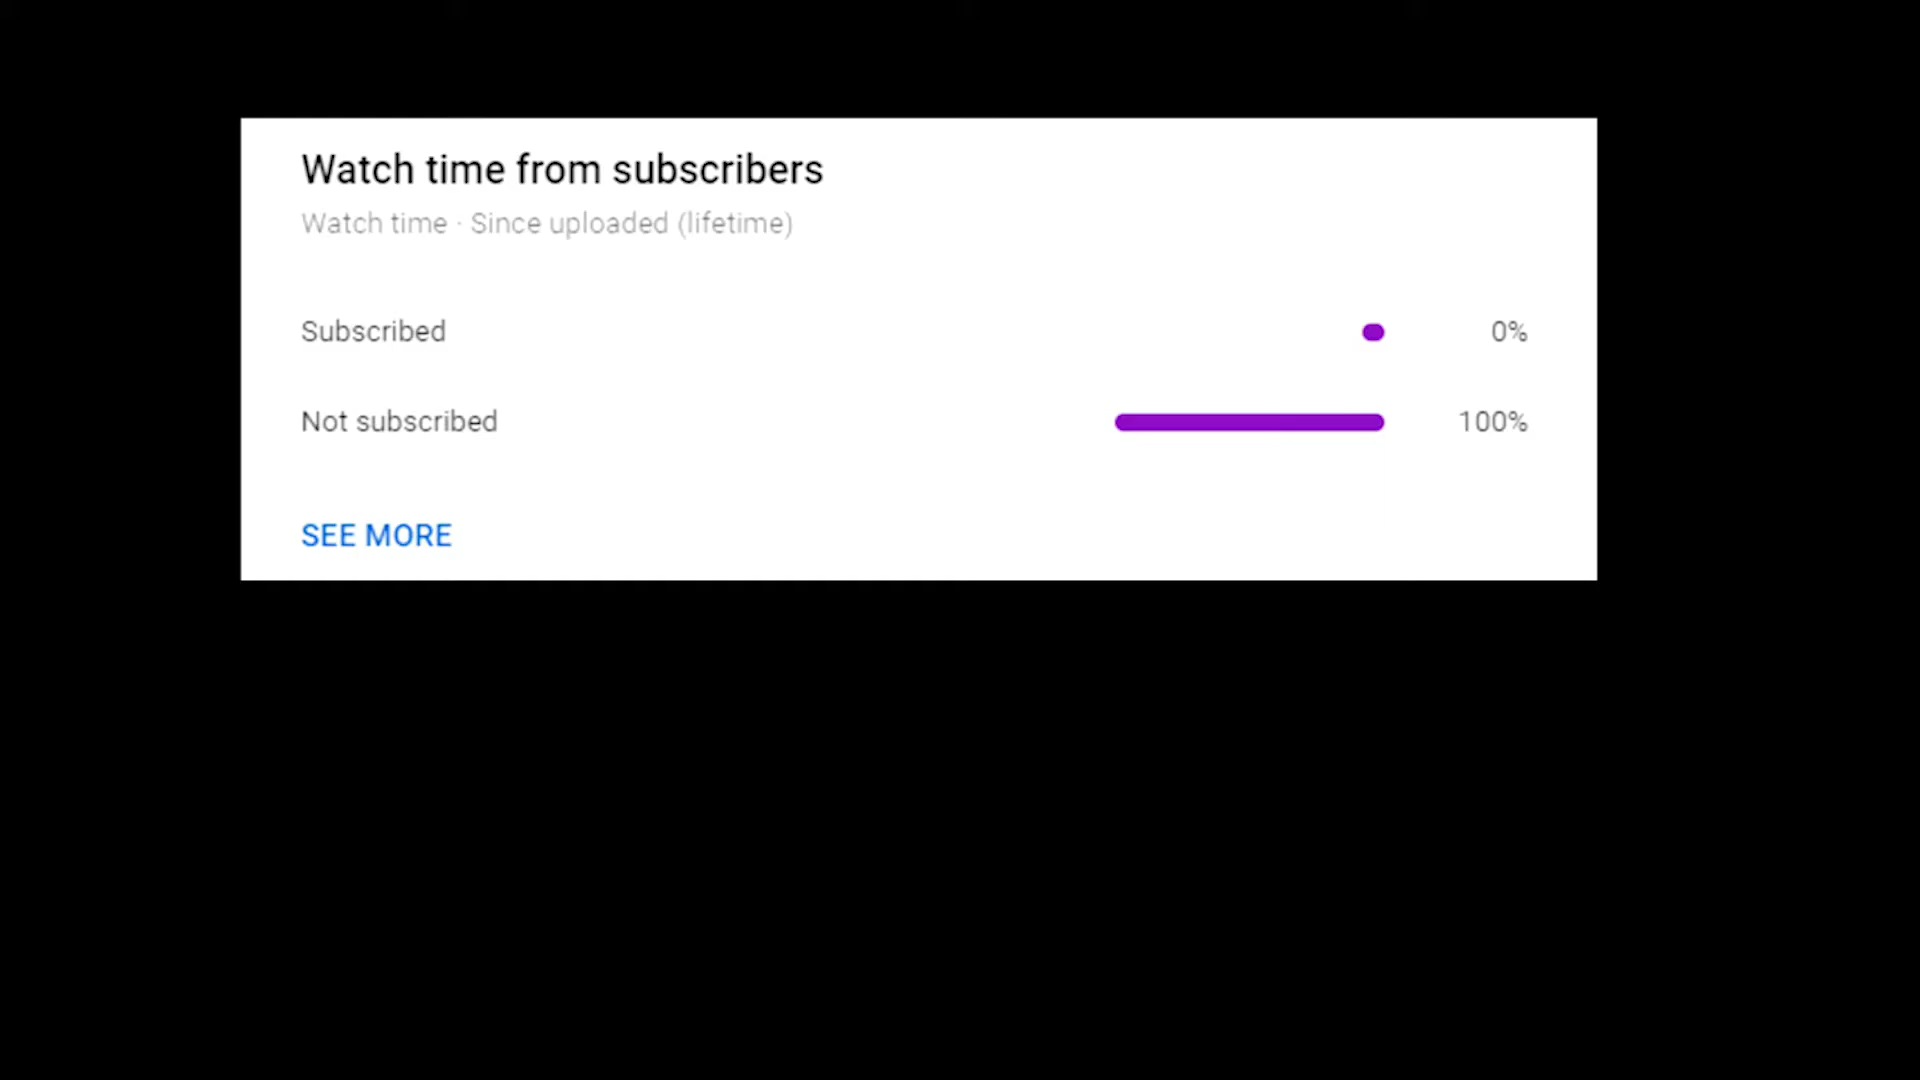 Watch time from subscribers
Watch time · Since uploaded (lifetime)
Subscribed 0%
Not subscribed 100%
SEE MORE